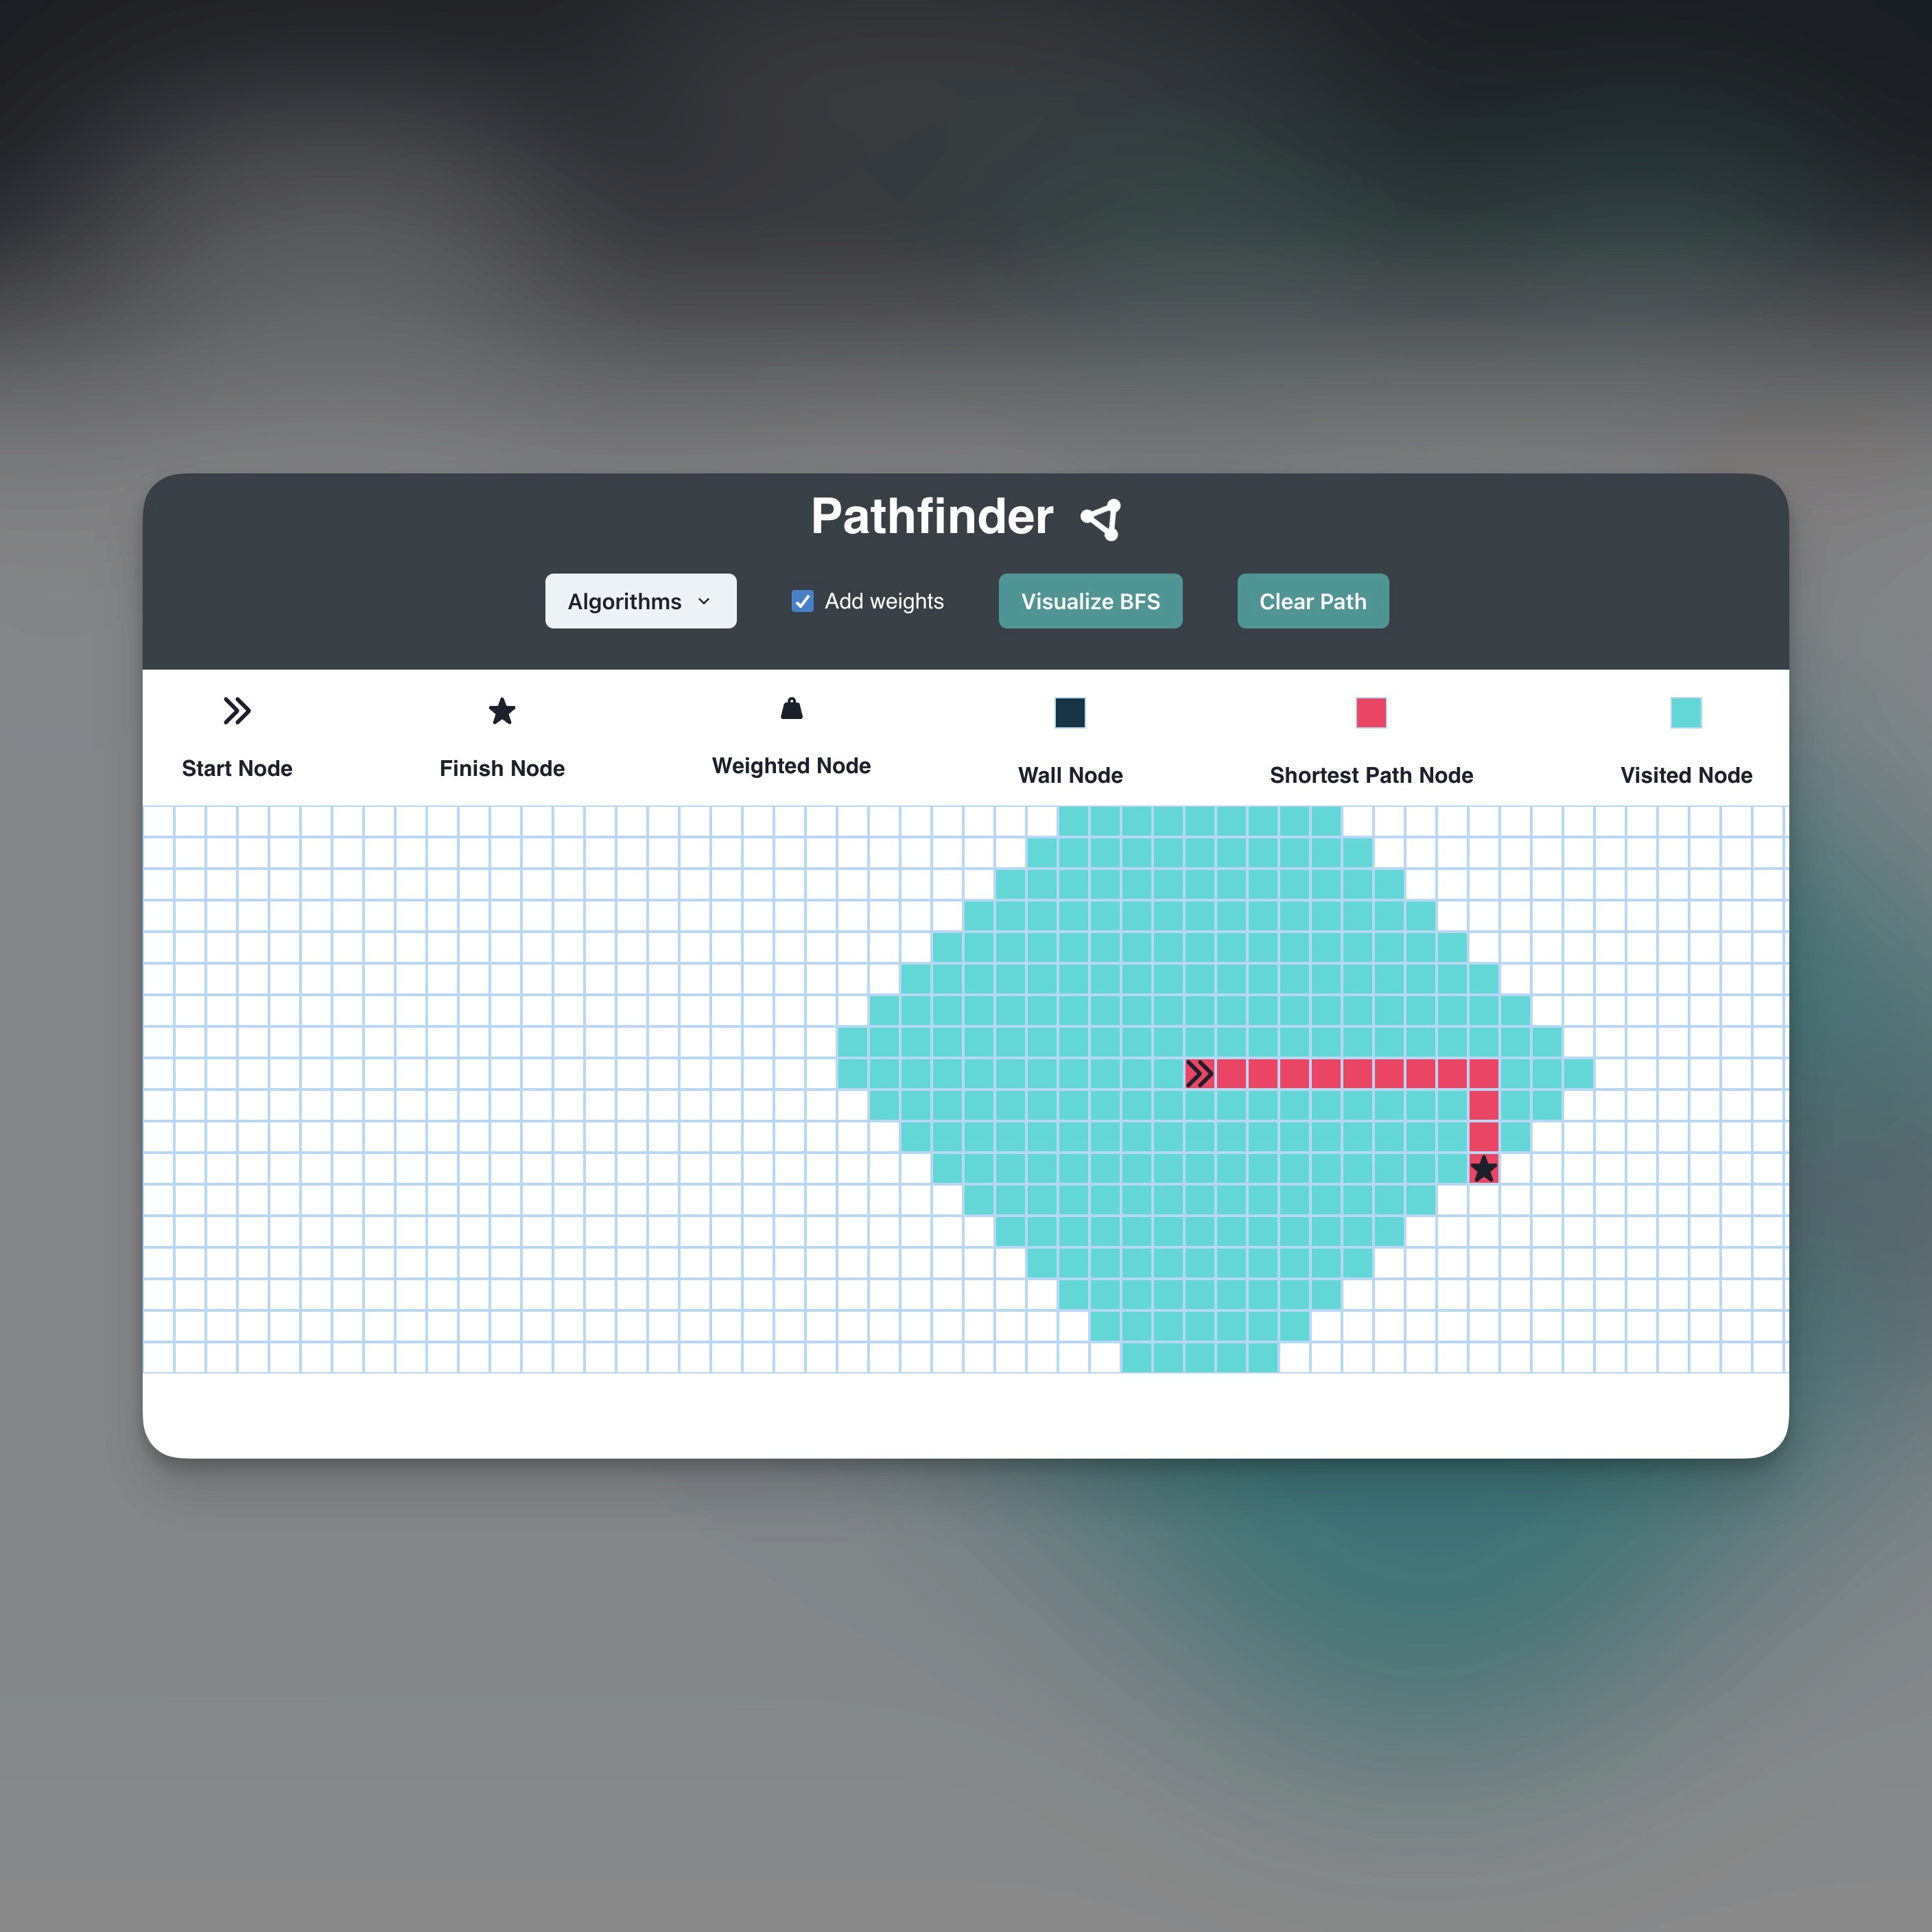 Pathfinder
Algorithms
Add weights
Visualize BFS
Clear Path
Start Node
Finish Node
Weighted Node
Wall Node
Shortest Path Node
Visited Node